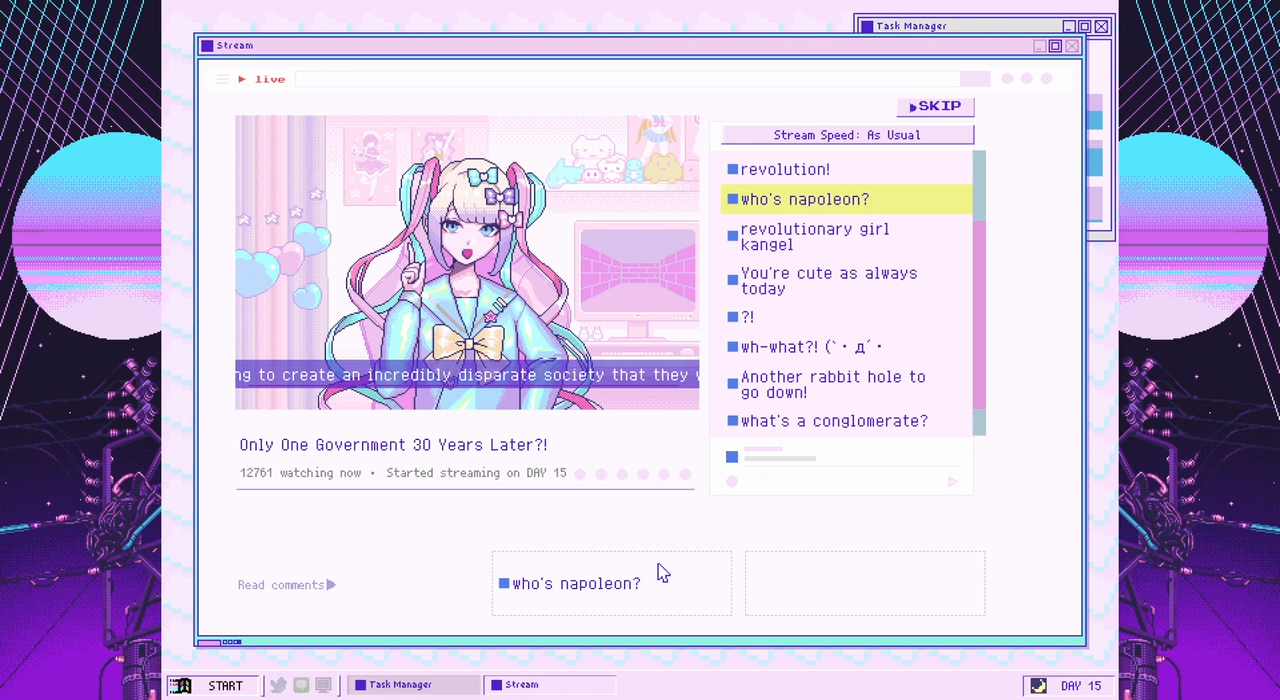 Task Manager
Stream
live
SKIP
Stream Speed: As Usual
revolution!
who's napoleon?
revolutionary girl
kangel
You're cute as always
today
?!
wh-what?! (`・д´・
Another rabbit hole to
go down!
what's a conglomerate?
ng to create an incredibly disparate society that they w
Only One Government 30 Years Later?!
12761 watching now • Started streaming on DAY 15
Read comments
who's napoleon?
START
Task Manager
Stream
DAY 15